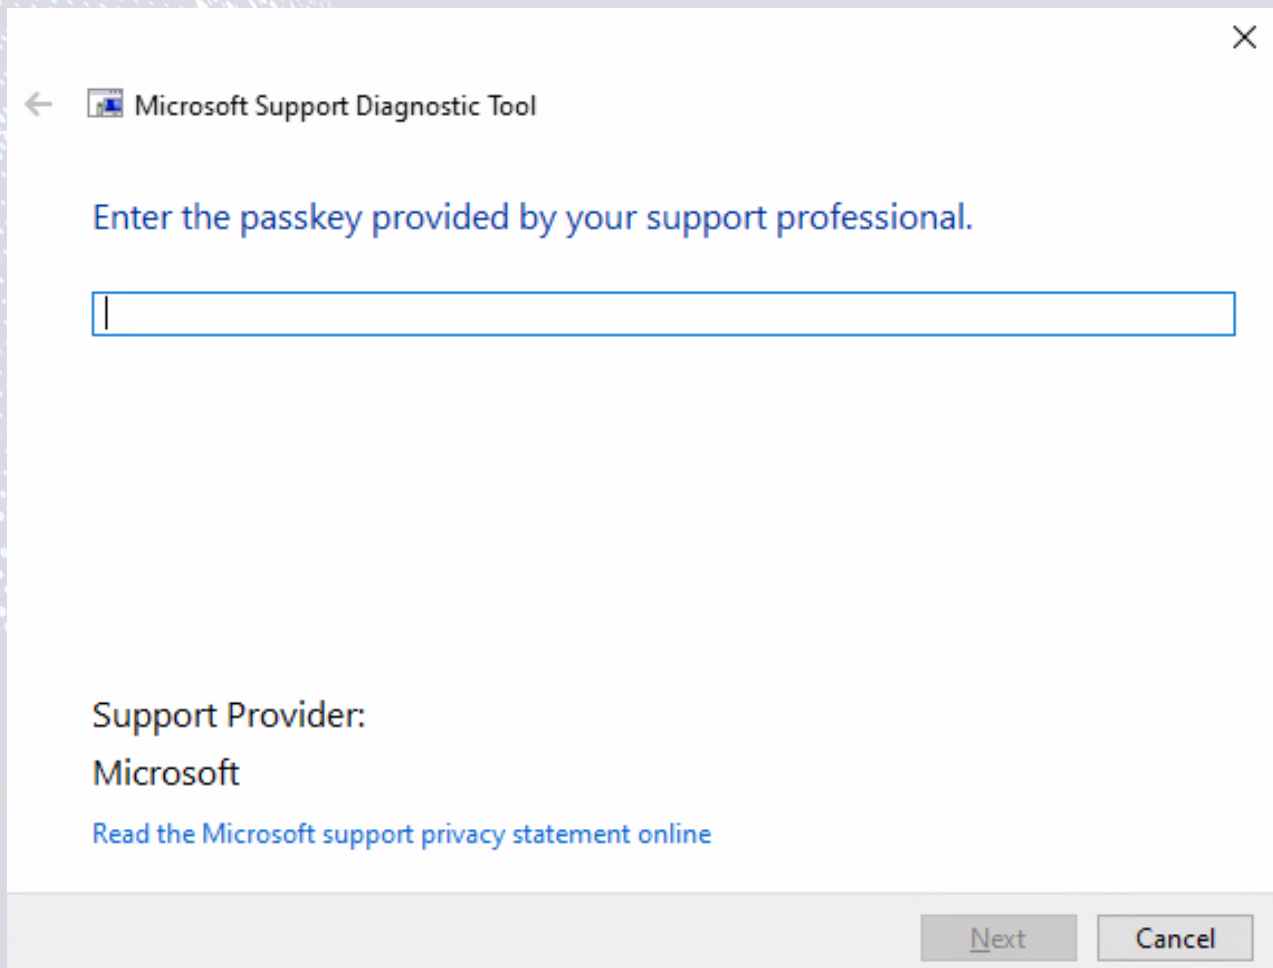 Microsoft Support Diagnostic Tool
Enter the passkey provided by your support professional.
Support Provider:
Microsoft
Read the Microsoft support privacy statement online
Next
Cancel